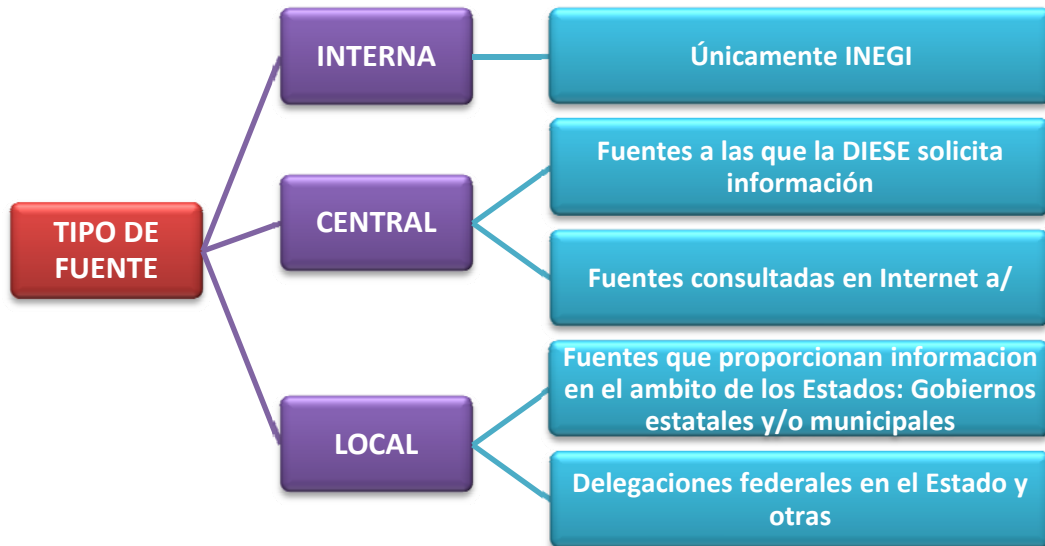 TIPO DE
FUENTE
INTERNA
Únicamente INEGI
CENTRAL
Fuentes a las que la DIESE solicita
información
Fuentes consultadas en Internet a/
LOCAL
Fuentes que proporcionan informacion
en el ambito de los Estados: Gobiernos
estatales y/o municipales
Delegaciones federales en el Estado y
otras